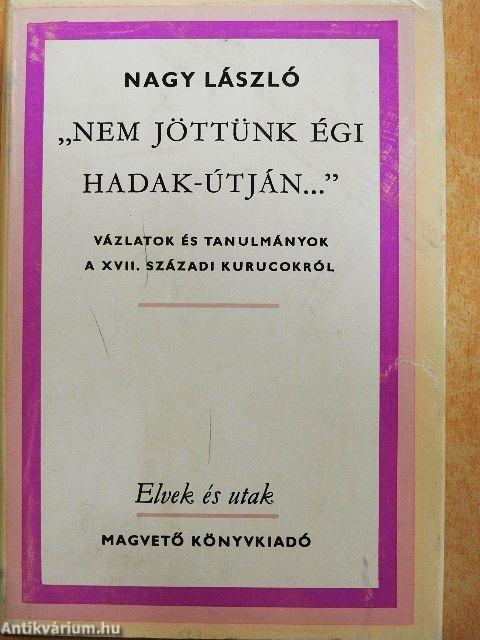 NAGY LÁSZLÓ
„NEM JÖTTÜNK ÉGI
HADAK-ÚTJÁN...”
VÁZLATOK ÉS TANULMÁNYOK
A XVII. SZÁZADI KURUCOKRÓL
Elvek és utak
MAGVETŐ KÖNYVKIADÓ
Antikvárium.hu